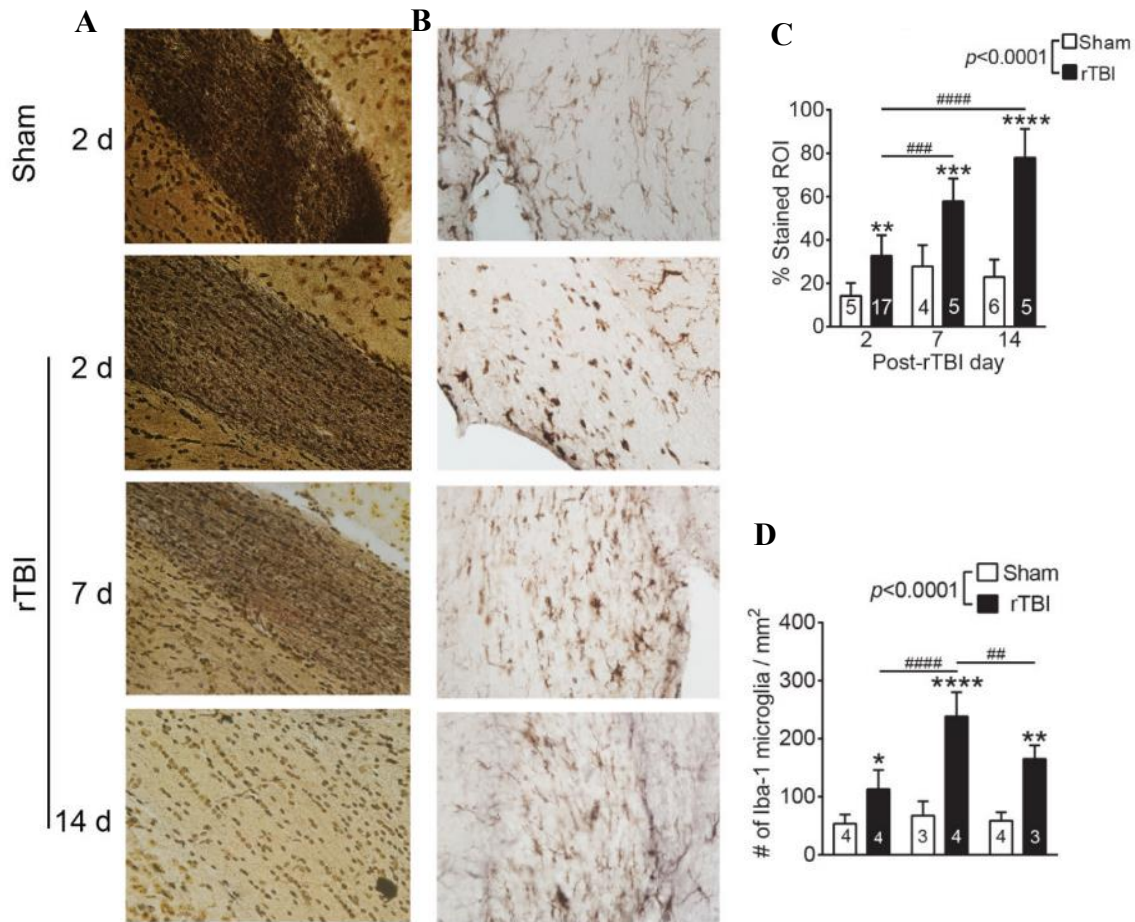 A
B
Sham
2 d
rTBI
2 d
7 d
14 d
C
Sham
p<0.0001
rTBI
####
****
###
***
**
% Stained ROI
100
80
60
40
20
0
5 17 4 5 6 5
2 7 14
Post-rTBI day
D
Sham
p<0.0001
rTBI
####
##
****
**
*
# of Iba-1 microglia / mm²
400
300
200
100
0
4 4 3 4 4 3